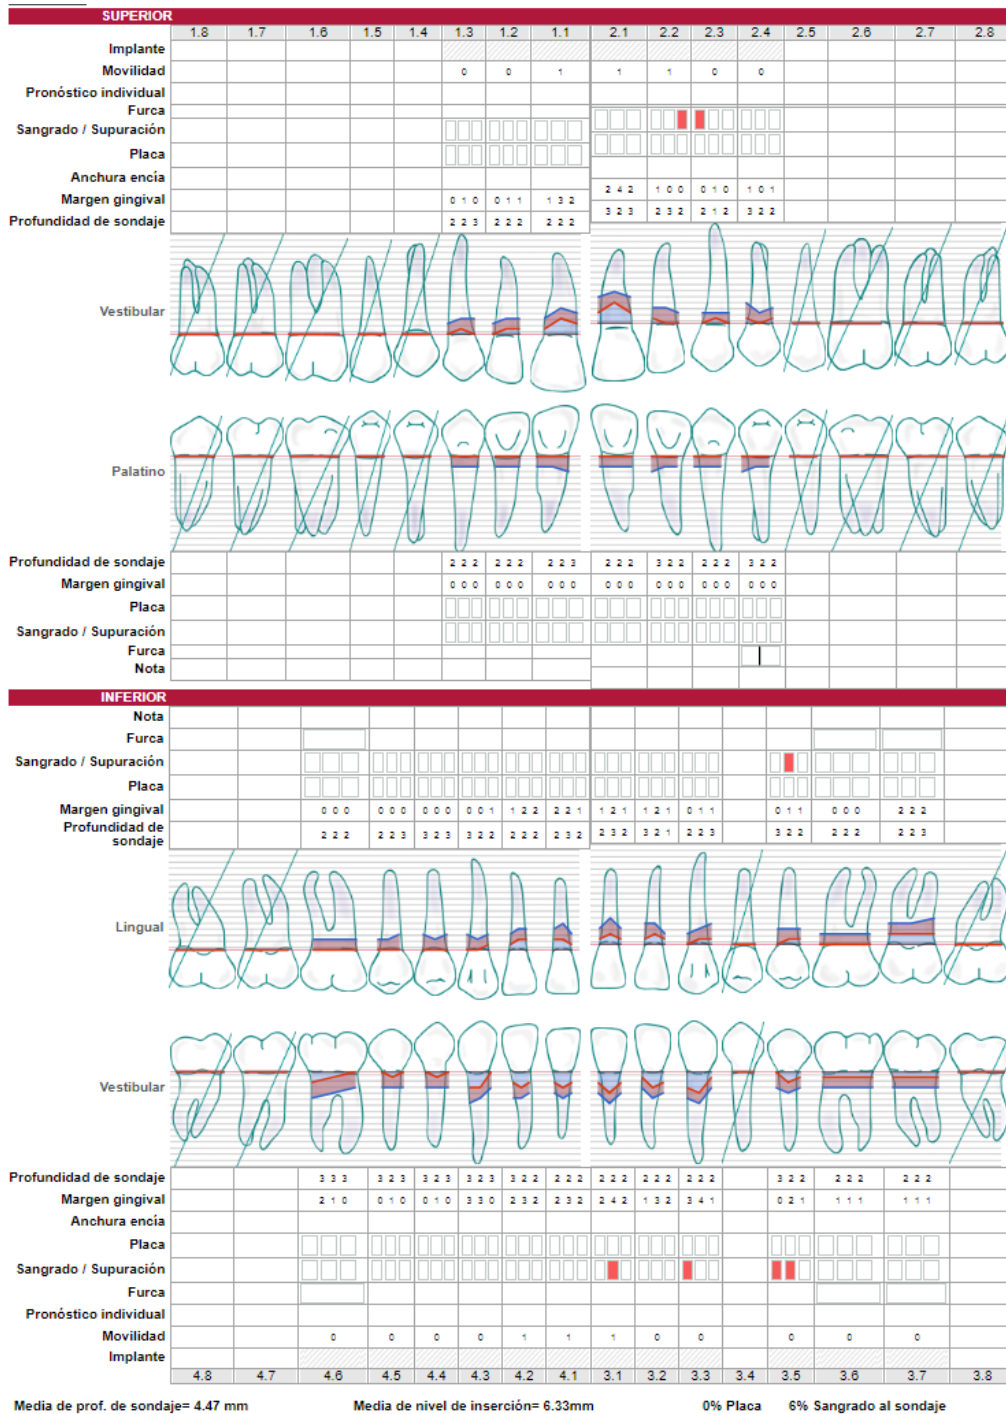 SUPERIOR
1.8 1.7 1.6 1.5 1.4 1.3 1.2 1.1 2.1 2.2 2.3 2.4 2.5 2.6 2.7 2.8
Implante
Movilidad 0 0 1 1 1 0 0
Pronóstico individual
Furca
Sangrado / Supuración
Placa
Anchura encía
Margen gingival 0 1 0 0 1 1 1 3 2 2 4 2 1 0 0 0 1 0 1 0 1
Profundidad de sondaje 2 2 3 2 2 2 2 2 2 3 2 3 2 3 2 2 1 2 3 2 2
Vestibular
Palatino
Profundidad de sondaje 2 2 2 2 2 2 2 2 3 2 2 2 3 2 2 2 2 2 3 2 2
Margen gingival 0 0 0 0 0 0 0 0 0 0 0 0 0 0 0 0 0 0 0 0 0
Placa
Sangrado / Supuración
Furca
Nota
INFERIOR
Nota
Furca
Sangrado / Supuración
Placa
Margen gingival 0 0 0 0 0 0 0 0 0 0 0 1 1 2 2 2 2 1 1 2 1 1 2 1 0 1 1 0 1 1 0 0 0 2 2 2
Profundidad de
sondaje 2 2 2 2 2 3 3 2 3 3 2 2 2 2 2 2 3 2 2 3 2 3 2 1 2 2 3 3 2 2 2 2 2 2 2 3
Lingual
Vestibular
Profundidad de sondaje 3 3 3 3 2 3 3 2 3 3 2 3 3 2 2 2 2 2 2 2 2 2 2 2 2 2 2 3 2 2 2 2 2 2 2 2
Margen gingival 2 1 0 0 1 0 0 1 0 3 3 0 2 3 2 2 3 2 2 4 2 1 3 2 3 4 1 0 2 1 1 1 1 1 1 1
Anchura encía
Placa
Sangrado / Supuración
Furca
Pronóstico individual
Movilidad 0 0 0 0 1 1 1 0 0 0 0 0
Implante
4.8 4.7 4.6 4.5 4.4 4.3 4.2 4.1 3.1 3.2 3.3 3.4 3.5 3.6 3.7 3.8
Media de prof. de sondaje= 4.47 mm Media de nivel de inserción= 6.33mm 0% Placa 6% Sangrado al sondaje